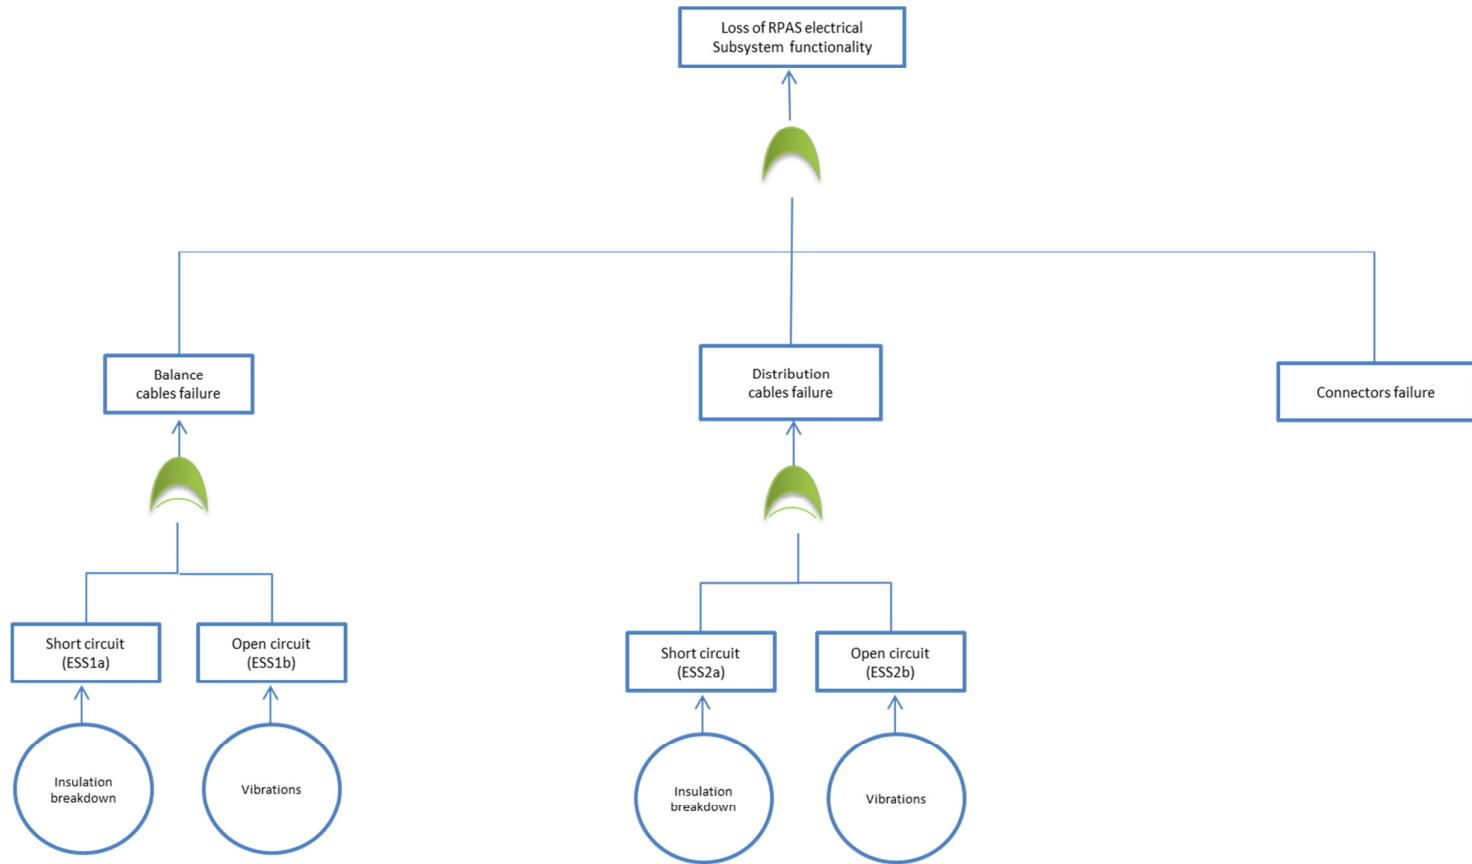 Loss of RPAS electrical
Subsystem functionality
Balance
cables failure
Distribution
cables failure
Connectors failure
Short circuit
(ESS1a)
Open circuit
(ESS1b)
Short circuit
(ESS2a)
Open circuit
(ESS2b)
Insulation
breakdown
Vibrations
Insulation
breakdown
Vibrations